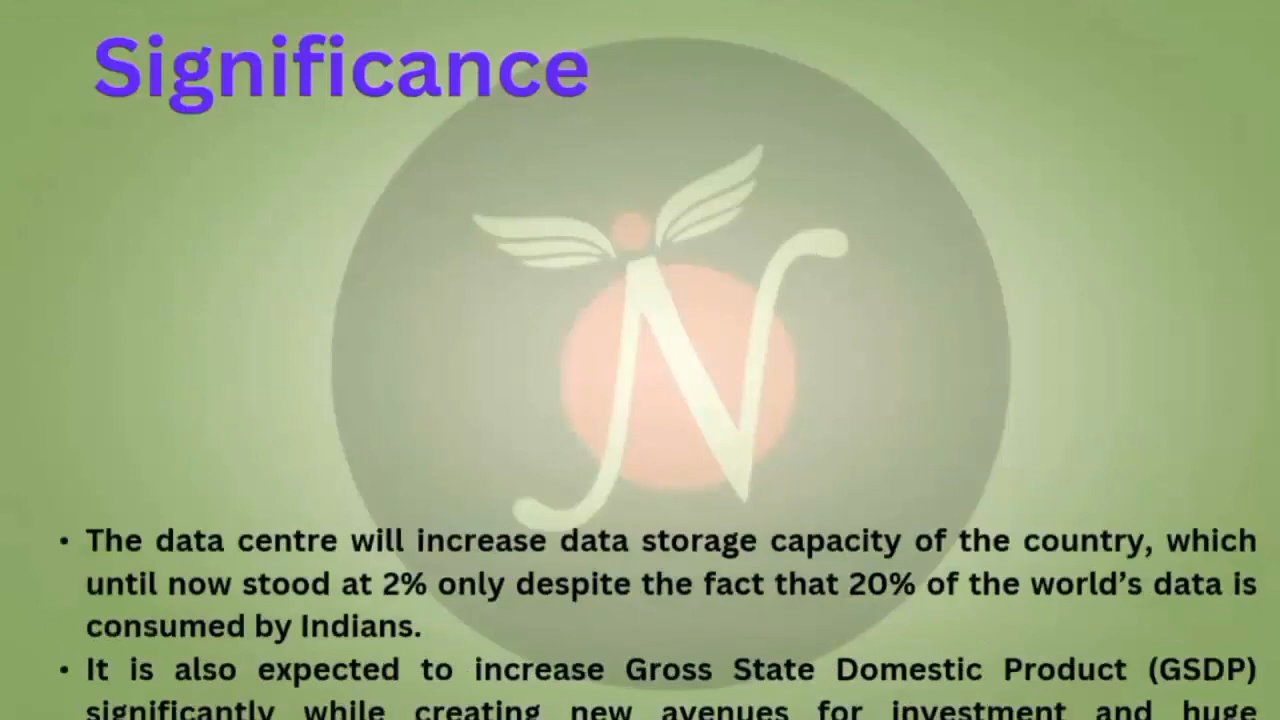 Significance
N
• The data centre will increase data storage capacity of the country, which
until now stood at 2% only despite the fact that 20% of the world’s data is
consumed by Indians.
• It is also expected to increase Gross State Domestic Product (GSDP)
significantly while creating new avenues for investment and huge